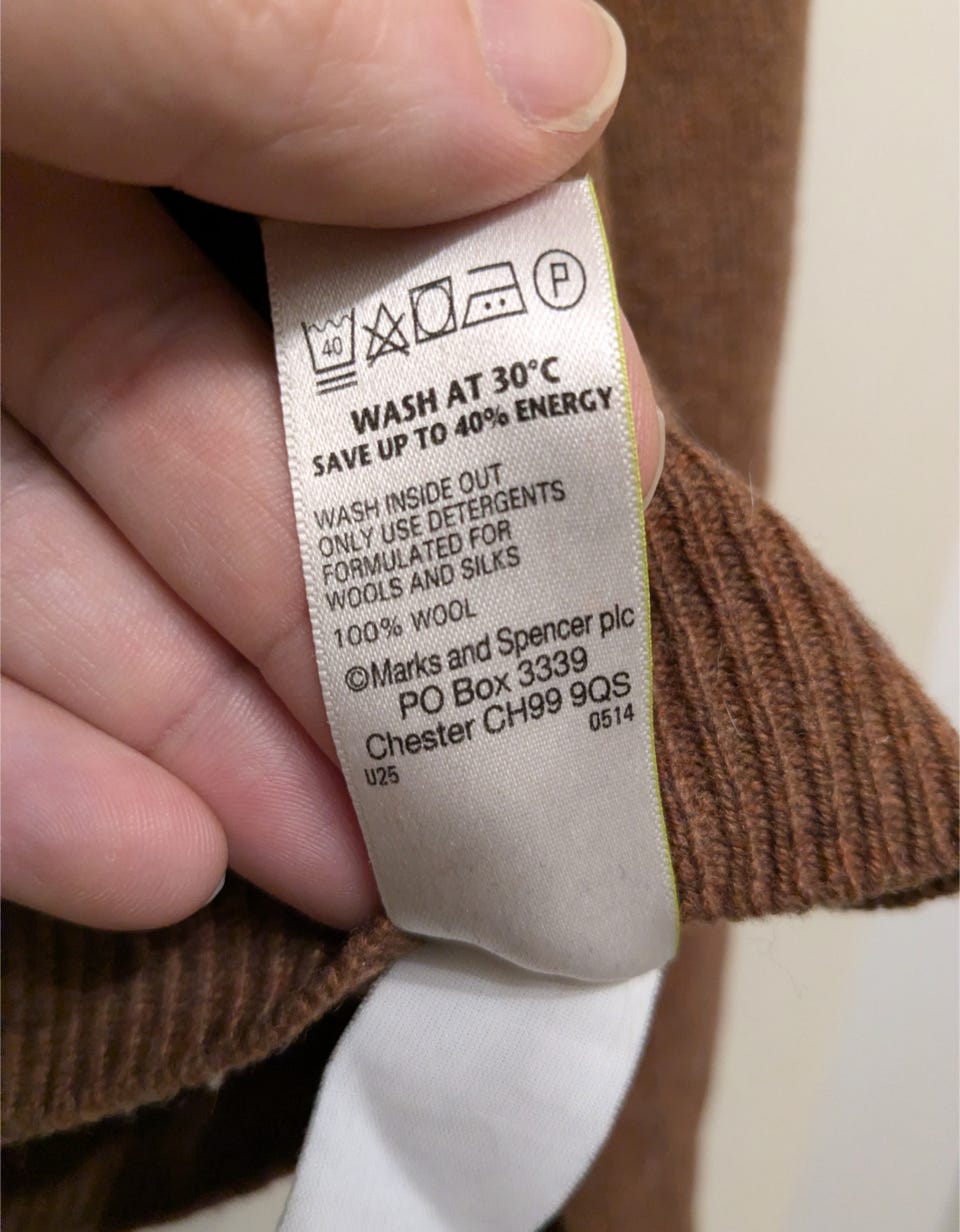 40 P
WASH AT 30°C
SAVE UP TO 40% ENERGY
WASH INSIDE OUT
ONLY USE DETERGENTS
FORMULATED FOR
WOOLS AND SILKS
100% WOOL
©Marks and Spencer plc
PO Box 3339
Chester CH99 9QS
0514
U25